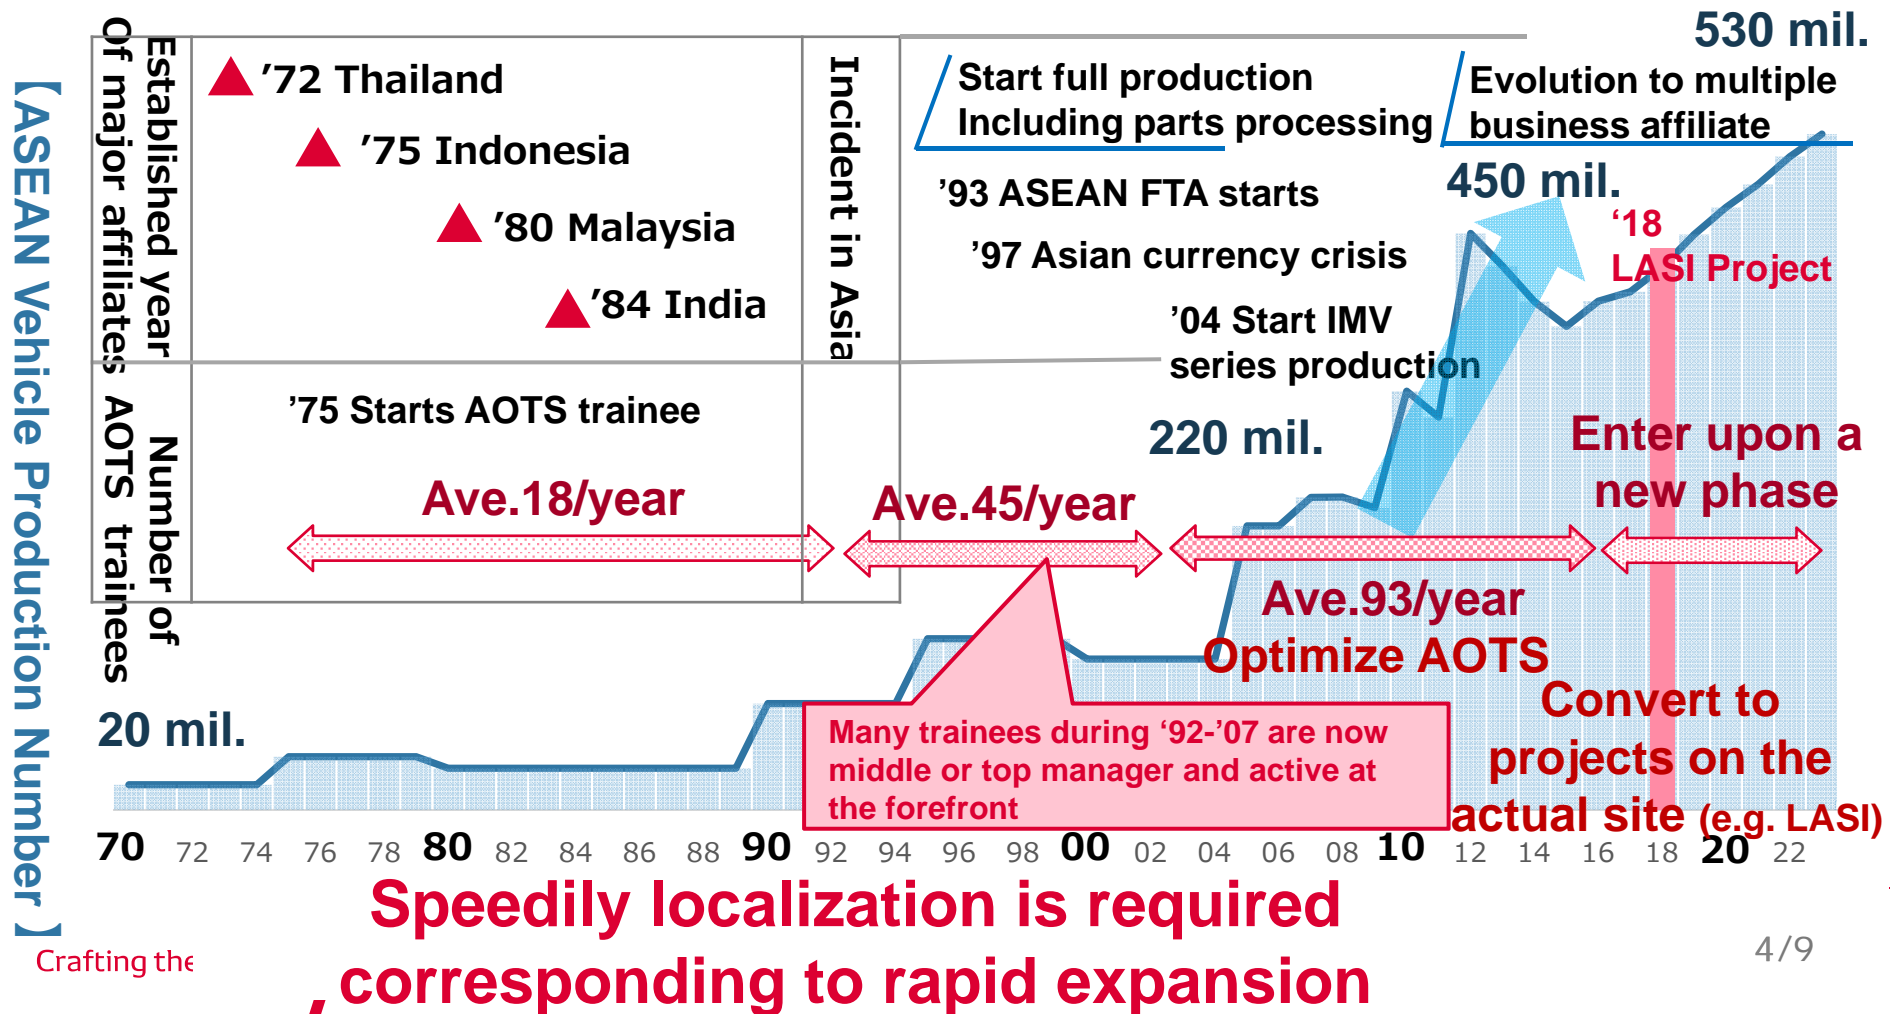 【ASEAN Vehicle Production Number 】
Established year
Of major affiliates
’72 Thailand
’75 Indonesia
’80 Malaysia
’84 India
Incident in Asia
Start full production
Including parts processing
’93 ASEAN FTA starts
’97 Asian currency crisis
’04 Start IMV
series production
530 mil.
Evolution to multiple
business affiliate
450 mil.
‘18
LASI Project
Number of
AOTS trainees
’75 Starts AOTS trainee
Ave.18/year
Ave.45/year
220 mil.
Enter upon a
new phase
Ave.93/year
Optimize AOTS
Convert to
projects on the
actual site (e.g. LASI)
20 mil.
Many trainees during ‘92-’07 are now
middle or top manager and active at
the forefront
70 72 74 76 78 80 82 84 86 88 90 92 94 96 98 00 02 04 06 08 10 12 14 16 18 20 22
Speedily localization is required
corresponding to rapid expansion
Crafting the
4/9